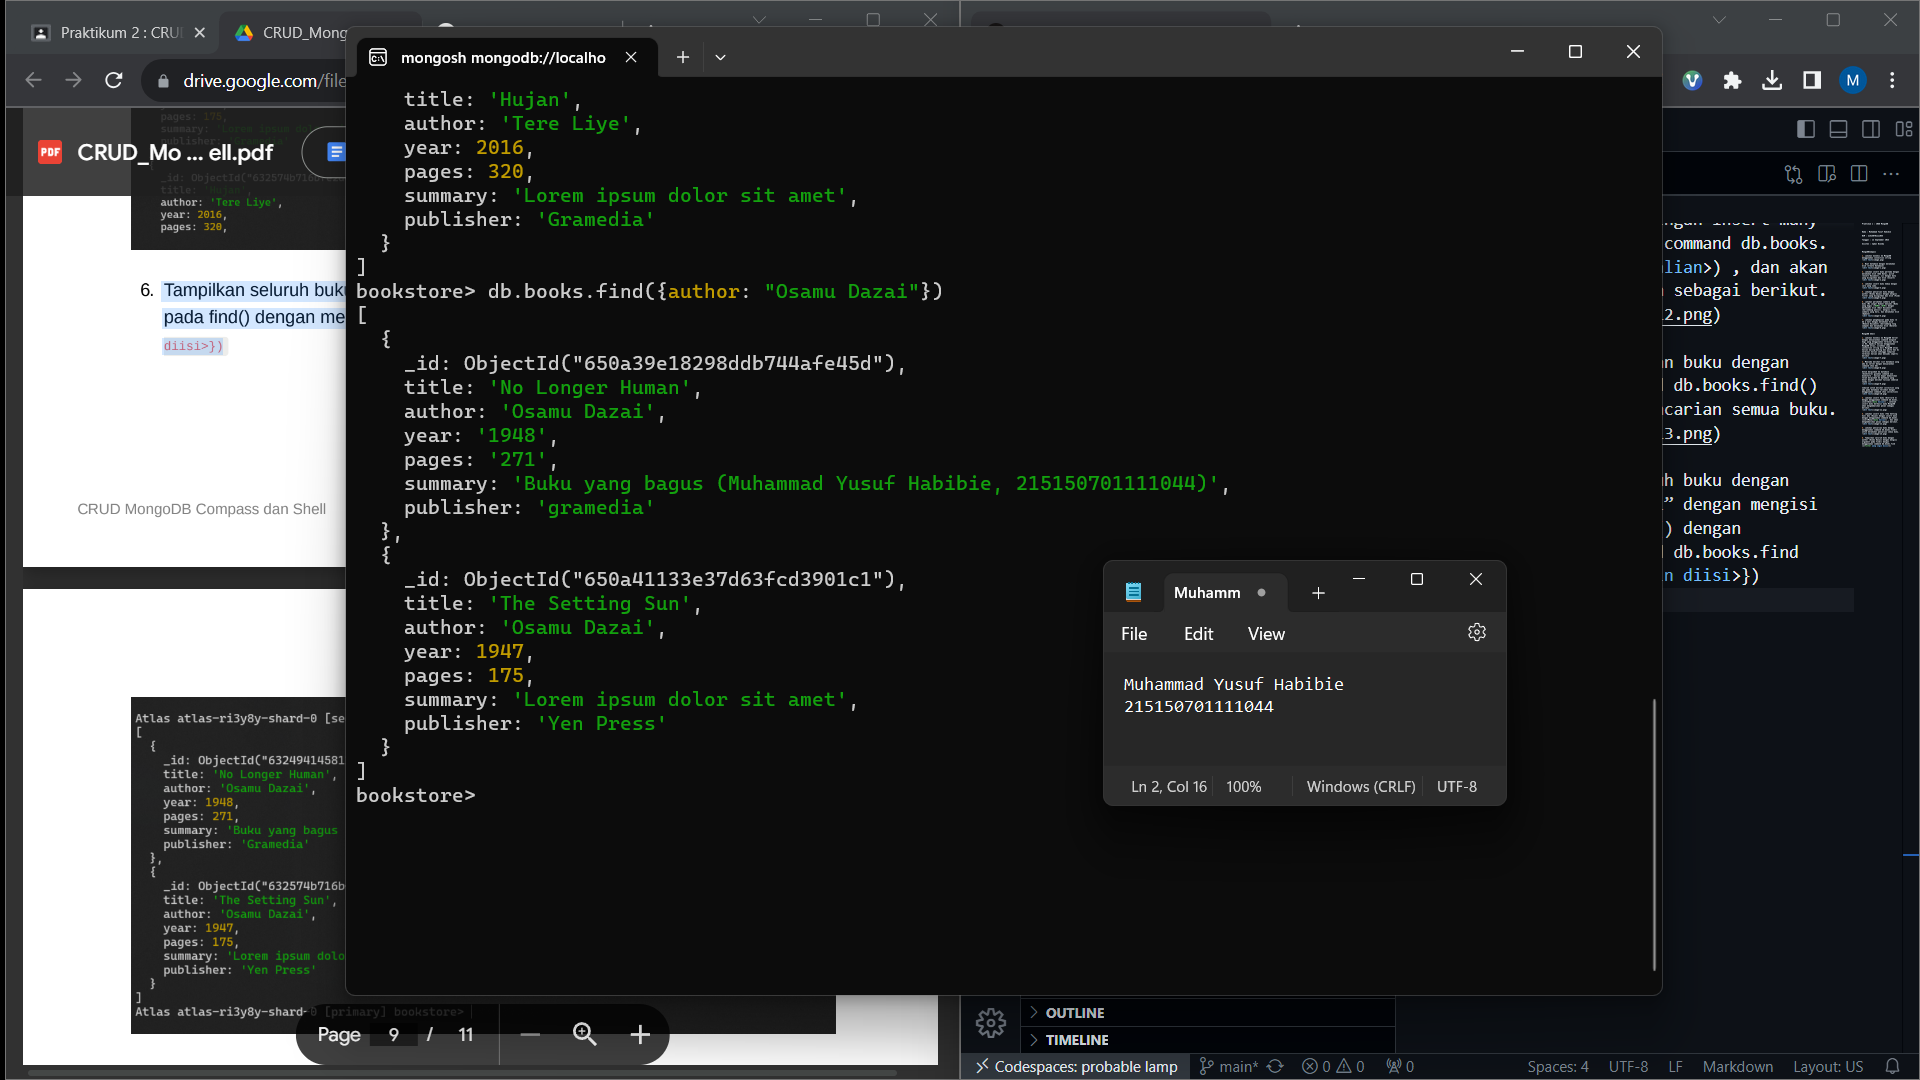 Praktikum 2 : CRU
CRUD_Mong
drive.google.com/file
CRUD_Mo ... ell.pdf
pages: 175,
_id: ObjectId("632574b716b
title: 'Hujan',
author: 'Tere Liye',
year: 2016,
pages: 320,
6. Tampilkan seluruh buku
pada find() dengan me
diisi>})
CRUD MongoDB Compass dan Shell
Atlas atlas-ri3y8y-shard-0 [se
[
{
_id: ObjectId("63249414581
title: 'No Longer Human',
author: 'Osamu Dazai',
year: 1948,
pages: 271,
summary: 'Buku yang bagus
publisher: 'Gramedia'
},
{
_id: ObjectId("632574b716b
title: 'The Setting Sun',
author: 'Osamu Dazai',
year: 1947,
pages: 175,
summary: 'Lorem ipsum dolo
publisher: 'Yen Press'
}
]
Atlas atlas-ri3y8y-shard-0 [primary] bookstore>
Page 9 / 11
mongosh mongodb://localho
title: 'Hujan',
author: 'Tere Liye',
year: 2016,
pages: 320,
summary: 'Lorem ipsum dolor sit amet',
publisher: 'Gramedia'
}
]
bookstore> db.books.find({author: "Osamu Dazai"})
[
{
_id: ObjectId("650a39e18298ddb744afe45d"),
title: 'No Longer Human',
author: 'Osamu Dazai',
year: '1948',
pages: '271',
summary: 'Buku yang bagus (Muhammad Yusuf Habibie, 215150701111044)',
publisher: 'gramedia'
},
{
_id: ObjectId("650a41133e37d63fcd3901c1"),
title: 'The Setting Sun',
author: 'Osamu Dazai',
year: 1947,
pages: 175,
summary: 'Lorem ipsum dolor sit amet',
publisher: 'Yen Press'
}
]
bookstore>
Muhamm
File Edit View
Muhammad Yusuf Habibie
215150701111044
Ln 2, Col 16 100% Windows (CRLF) UTF-8
M
ngan insert many
command db.books.
lian>) , dan akan
sebagai berikut.
2.png)
an buku dengan
db.books.find()
carian semua buku.
3.png)
h buku dengan
” dengan mengisi
) dengan
db.books.find
n diisi>})
OUTLINE
TIMELINE
Codespaces: probable lamp main* 0 0 0 Spaces: 4 UTF-8 LF Markdown Layout: US